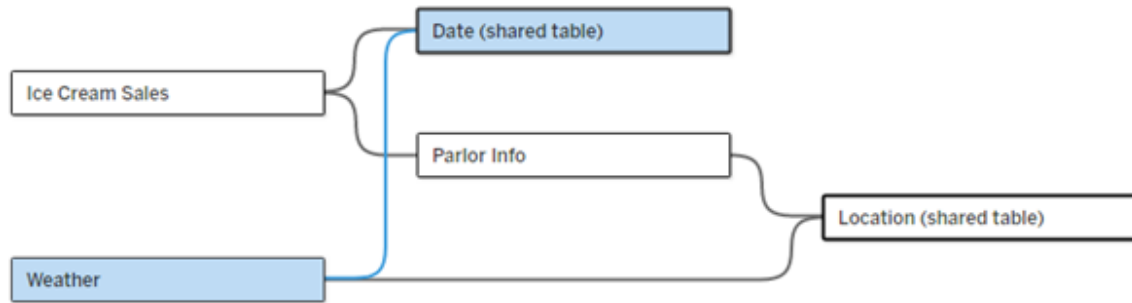 Date (shared table)
Ice Cream Sales
Parlor Info
Location (shared table)
Weather